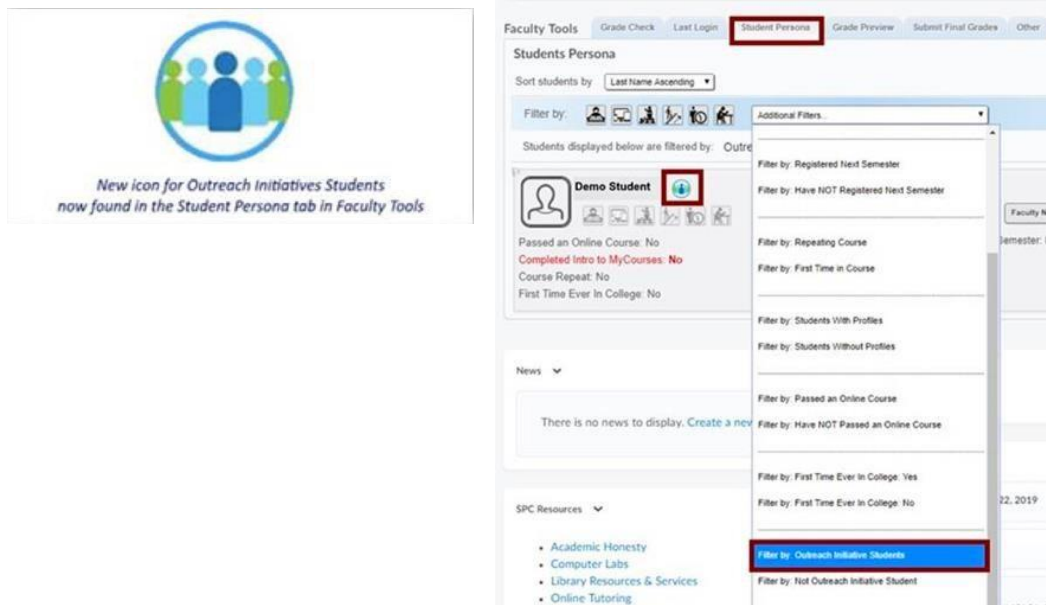 New icon for Outreach Initiatives Students
now found in the Student Persona tab in Faculty Tools
Faculty Tools Grade Check Last Login Student Persona Grade Preview Submit Final Grades Other
Students Persona
Sort students by Last Name Ascending
Filter by: Additional Filters...
Students displayed below are filtered by: Outre
Demo Student
Passed an Online Course: No
Completed Intro to MyCourses: No
Course Repeat: No
First Time Ever In College: No
Faculty N
emester:
Filter by: Registered Next Semester
Filter by: Have NOT Registered Next Semester
Filter by: Repeating Course
Filter by: First Time in Course
Filter by: Students With Profiles
Filter by: Students Without Profiles
Filter by: Passed an Online Course
Filter by: Have NOT Passed an Online Course
Filter by: First Time Ever In College: Yes
Filter by: First Time Ever In College: No
Filter by: Outreach Initiative Students
Filter by: Not Outreach Initiative Student
News
There is no news to display. Create a new
22, 2019
SPC Resources
Academic Honesty
Computer Labs
Library Resources & Services
Online Tutoring